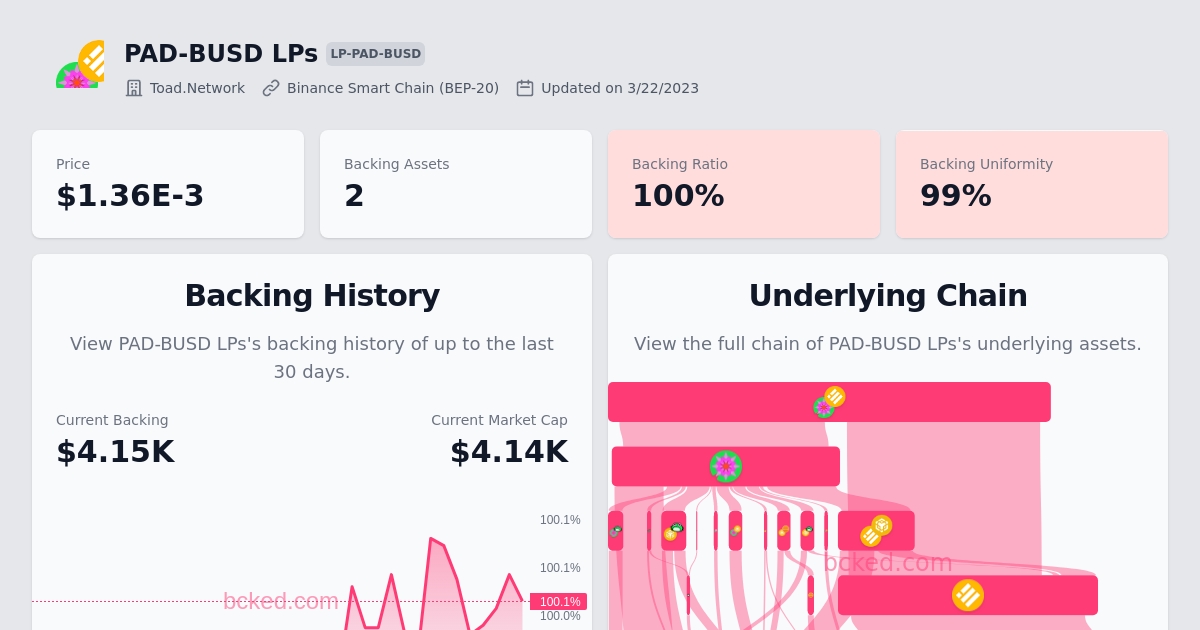 PAD-BUSD LPs LP-PAD-BUSD
Toad.Network Binance Smart Chain (BEP-20) Updated on 3/22/2023
Price
$1.36E-3
Backing Assets
2
Backing Ratio
100%
Backing Uniformity
99%
Backing History
View PAD-BUSD LPs's backing history of up to the last
30 days.
Current Backing
$4.15K
Current Market Cap
$4.14K
100.1%
100.1%
100.1%
100.0%
bcked.com
Underlying Chain
View the full chain of PAD-BUSD LPs's underlying assets.
bcked.com